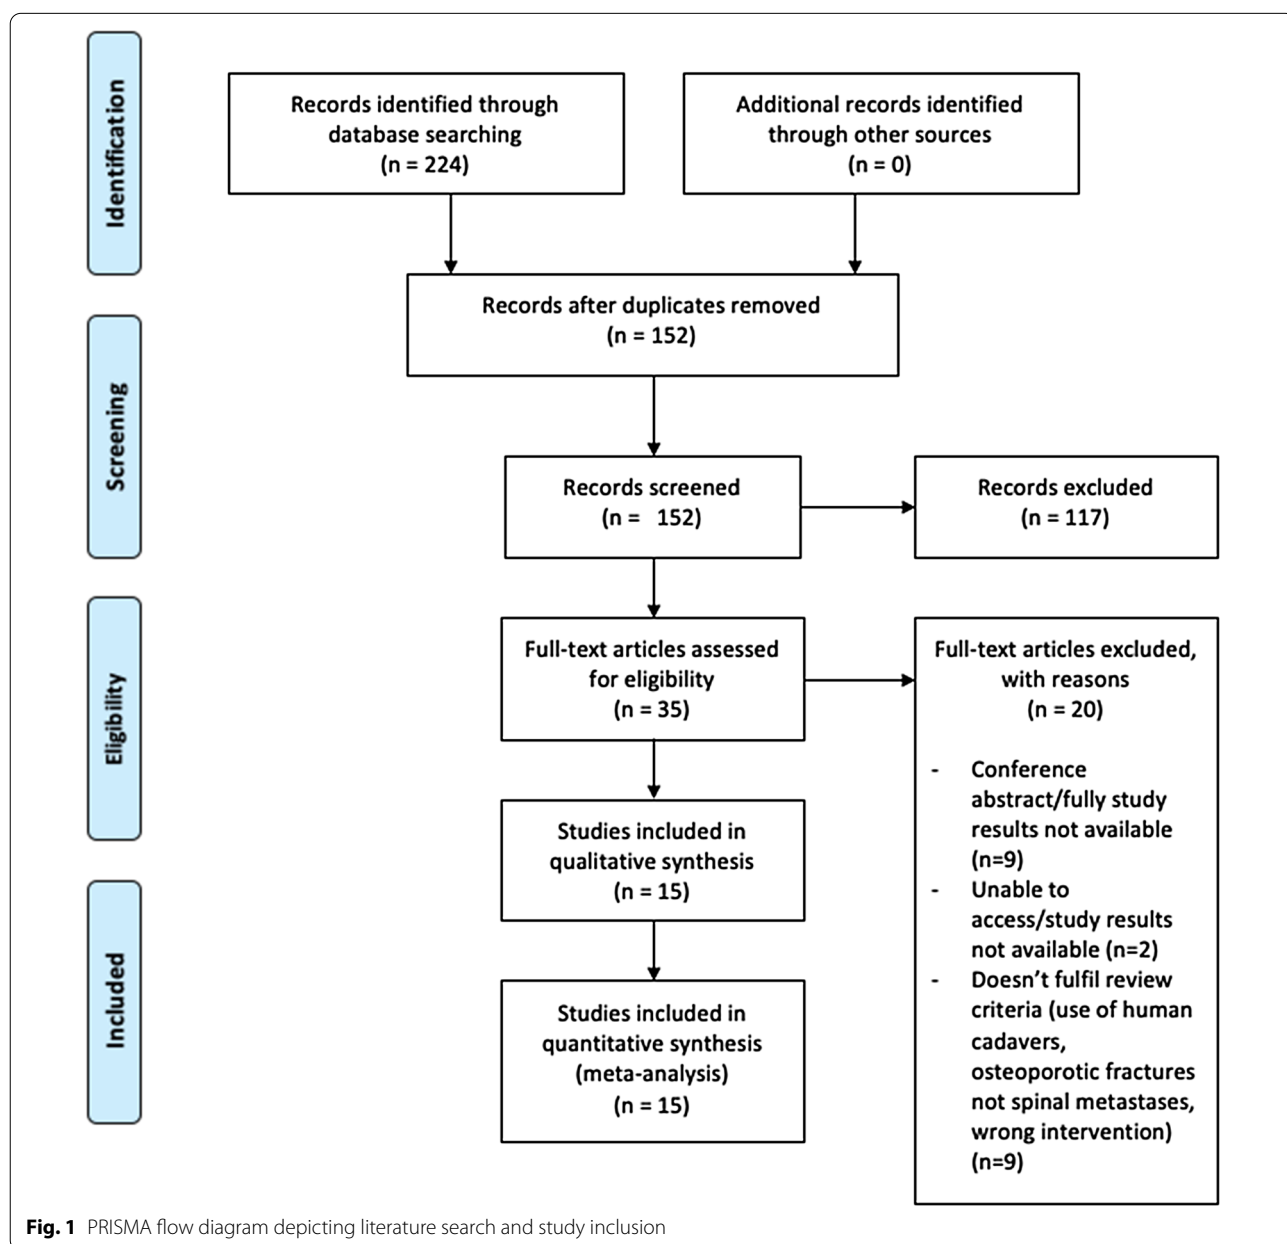 Identification
Records identified through
database searching
(n = 224)
Additional records identified
through other sources
(n = 0)
Records after duplicates removed
(n = 152)
Screening
Records screened
(n =   152)
Records excluded
(n = 117)
Eligibility
Full-text articles assessed
for eligibility
(n = 35)
Full-text articles excluded,
with reasons
(n = 20)
- Conference
abstract/fully study
results not available
(n=9)
- Unable to
access/study results
not available (n=2)
- Doesn't fulfil review
criteria (use of human
cadavers,
osteoporotic fractures
not spinal metastases,
wrong intervention)
(n=9)
Studies included in
qualitative synthesis
(n = 15)
Included
Studies included in
quantitative synthesis
(meta-analysis)
(n = 15)
Fig. 1 PRISMA flow diagram depicting literature search and study inclusion